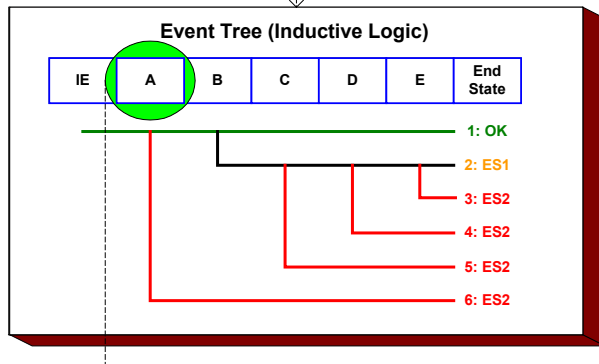 Event Tree (Inductive Logic)
IE A B C D E End
State
1: OK
2: ES1
3: ES2
4: ES2
5: ES2
6: ES2